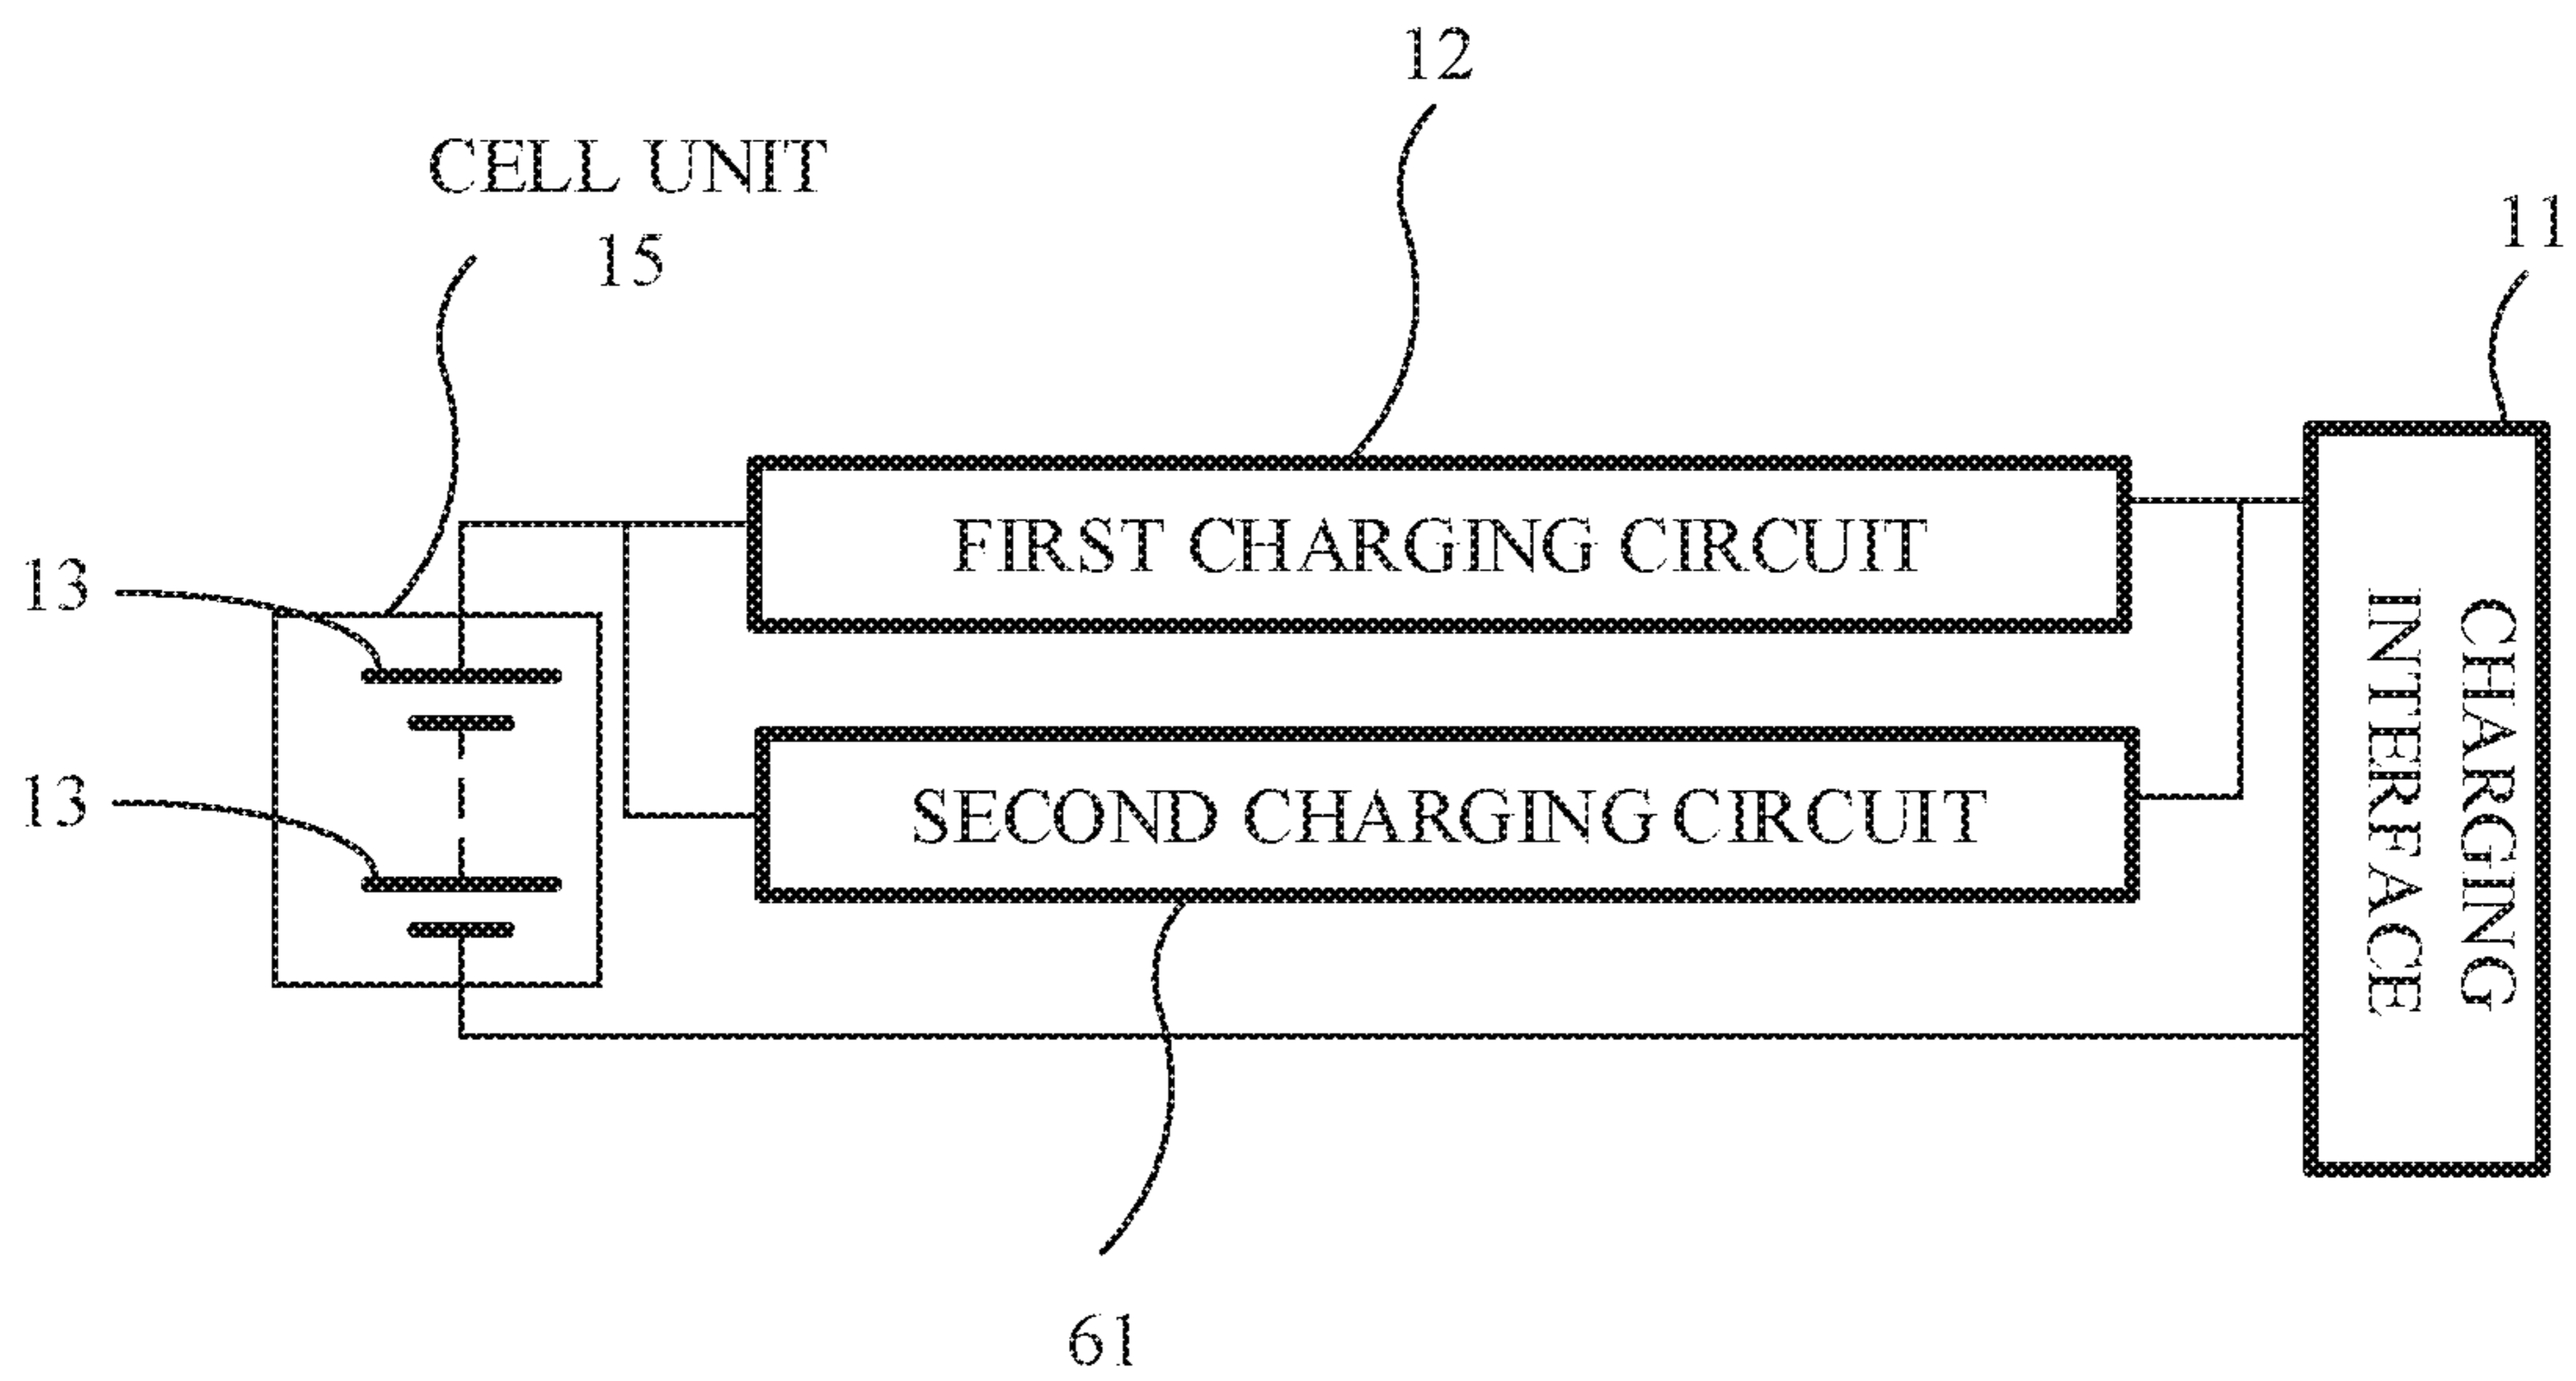 12
CELL UNIT
15
11
FIRST CHARGING CIRCUIT
13
CHARGING
INTERFACE
13
SECOND CHARGING CIRCUIT
61